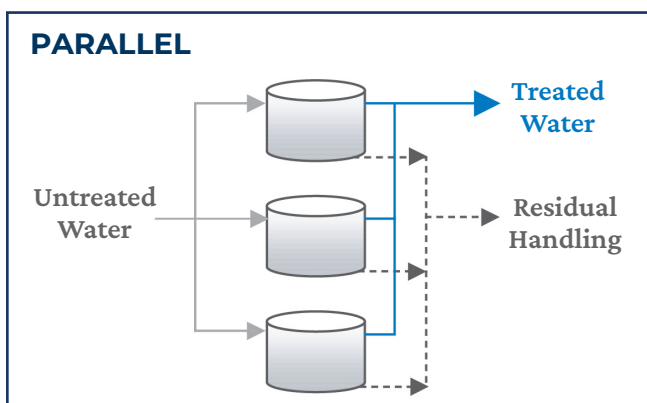 PARALLEL
Treated
Water
Untreated
Water
Residual
Handling